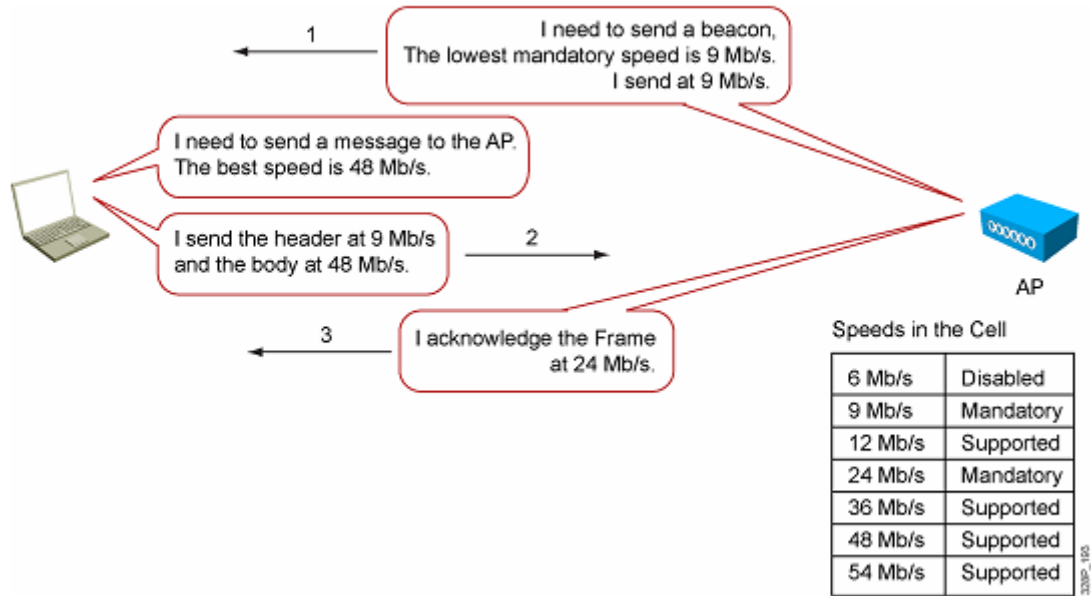 1
I need to send a beacon,
The lowest mandatory speed is 9 Mb/s.
I send at 9 Mb/s.
I need to send a message to the AP.
The best speed is 48 Mb/s.
I send the header at 9 Mb/s
and the body at 48 Mb/s.
2
AP
3
I acknowledge the Frame
at 24 Mb/s.
Speeds in the Cell
6 Mb/s Disabled
9 Mb/s Mandatory
12 Mb/s Supported
24 Mb/s Mandatory
36 Mb/s Supported
48 Mb/s Supported
54 Mb/s Supported